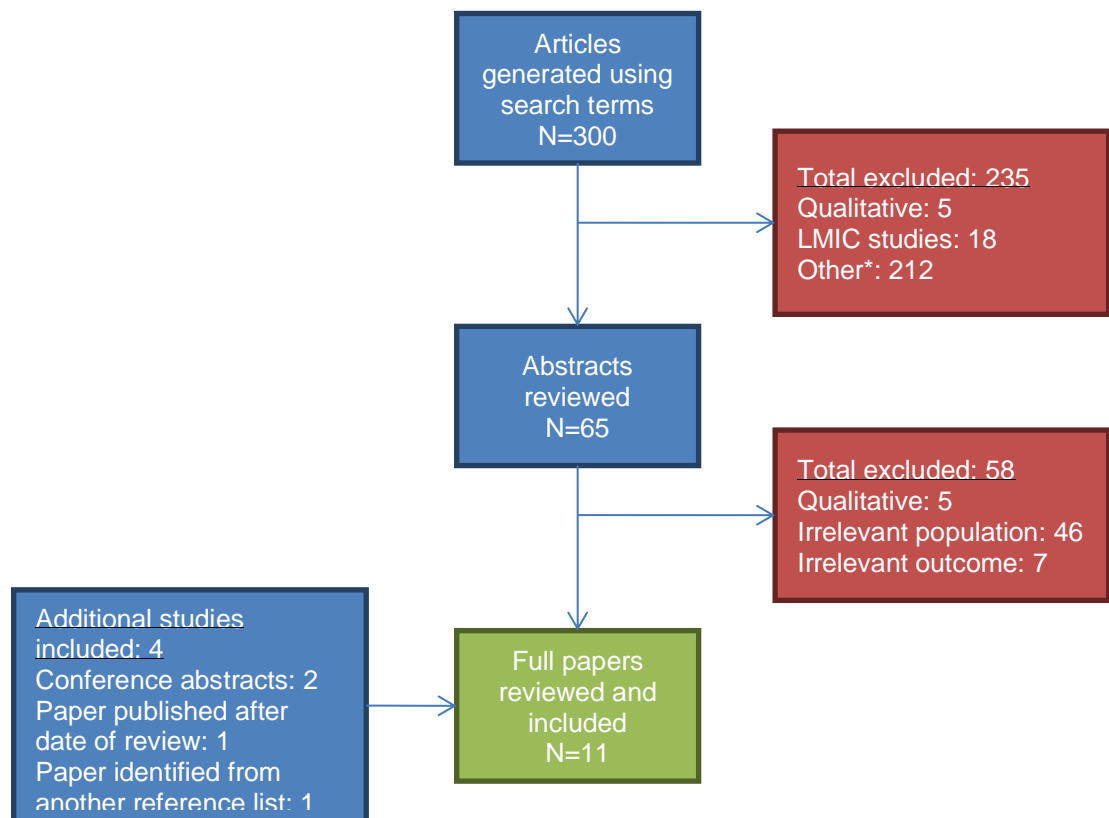 Articles
generated using
search terms
N=300
Total excluded: 235
Qualitative: 5
LMIC studies: 18
Other*: 212
Abstracts
reviewed
N=65
Total excluded: 58
Qualitative: 5
Irrelevant population: 46
Irrelevant outcome: 7
Additional studies
included: 4
Conference abstracts: 2
Paper published after
date of review: 1
Paper identified from
another reference list: 1
Full papers
reviewed and
included
N=11